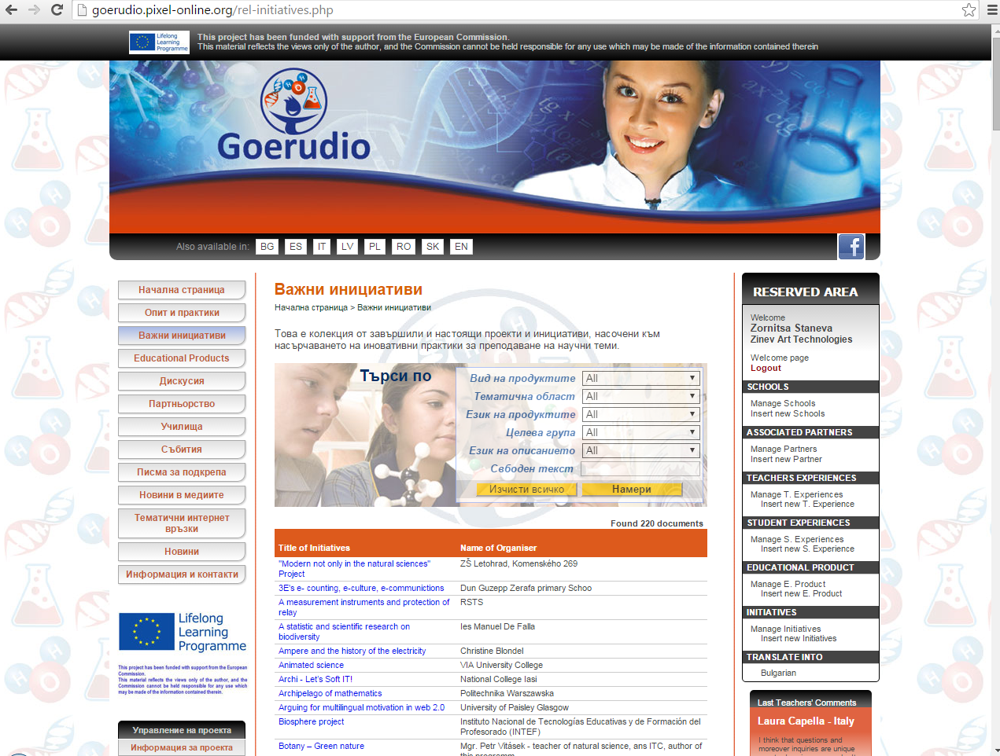 goerudio.pixel-online.org/rel-initiatives.php
Lifelong
Learning
Programme
This project has been funded with support from the European Commission.
This material reflects the views only of the author, and the Commission cannot be held responsible for any use which may be made of the information contained therein
H
H
O
Goerudio
Also available in:
BG
ES
IT
LV
PL
RO
SK
EN
f
Начална страница
Опит и практики
Важни инициативи
Educational Products
Дискусия
Партньорство
Училища
Събития
Писма за подкрепа
Новини в медиите
Тематични интернет
връзки
Новини
Информация и контакти
Lifelong
Learning
Programme
This project has been funded with support from the European
Commission.
This material reflects the views only of the author, and the
Commission cannot be held responsible for any use which
may be made of the information contained therein.
Управление на проекта
Информация за проекта
Важни инициативи
Начална страница > Важни инициативи
Това е колекция от завършили и настоящи проекти и инициативи, насочени към
насърчаването на иновативни практики за преподаване на научни теми.
Търси по
Вид на продуктите All
Тематична област All
Език на продуктите All
Целева група All
Език на описанието All
Свбоден текст
Изчисти всичко
Намери
Found 220 documents
Title of Initiatives Name of Organiser
"Modern not only in the natural sciences"
Project
ZŠ Letohrad, Komenského 269
3E's e- counting, e-culture, e-communictions Dun Guzepp Zerafa primary Schoo
A measurement instruments and protection of
relay
RSTS
A statistic and scientific research on
biodiversity
Ies Manuel De Falla
Ampere and the history of the electricity Christine Blondel
Animated science VIA University College
Archi - Let's Soft IT! National College Iasi
Archipelago of mathematics Politechnika Warszawska
Arguing for multilingual motivation in web 2.0 University of Paisley Glasgow
Biosphere project Instituto Nacional de Tecnologías Educativas y de Formación del
Profesorado (INTEF)
Botany – Green nature Mgr. Petr Vitásek - teacher of natural science, ans ITC, author of
this programm
RESERVED AREA
Welcome
Zornitsa Staneva
Zinev Art Technologies
Welcome page
Logout
SCHOOLS
Manage Schools
Insert new Schools
ASSOCIATED PARTNERS
Manage Partners
Insert new Partner
TEACHERS EXPERIENCES
Manage T. Experiences
Insert new T. Experience
STUDENT EXPERIENCES
Manage S. Experiences
Insert new S. Experience
EDUCATIONAL PRODUCT
Manage E. Product
Insert new E. Product
INITIATIVES
Manage Initiatives
Insert new Initiatives
TRANSLATE INTO
Bulgarian
Last Teachers' Comments
Laura Capella - Italy
I think that questions and
moreover inquiries are unique